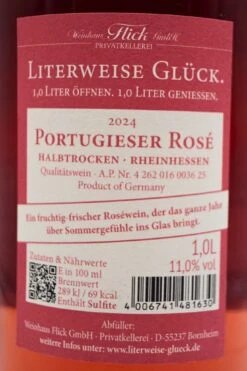 Weinhaus Flick GmbH
PRIVATKELLEREI
LITERWEISE GLÜCK.
1,0 LITER ÖFFNEN. 1,0 LITER GENIESSEN.
2024
PORTUGIESER ROSÉ
HALBTROCKEN · RHEINHESSEN
Qualitätswein · A.P. Nr. 4 262 016 0036 25
Product of Germany
Ein fruchtig-frischer Roséwein, der das ganze Jahr
über Sommergefühle ins Glas bringt.
Zutaten & Nährwerte
E in 100 ml
Brennwert
289 kJ / 69 kcal
Enthält Sulfite
1,0L
11,0% vol
4 006741 481630
Abfüller:
Weinhaus Flick GmbH · Privatkellerei · D-55237 Bornheim
weitere Infos unter: www.literweise-glueck.de